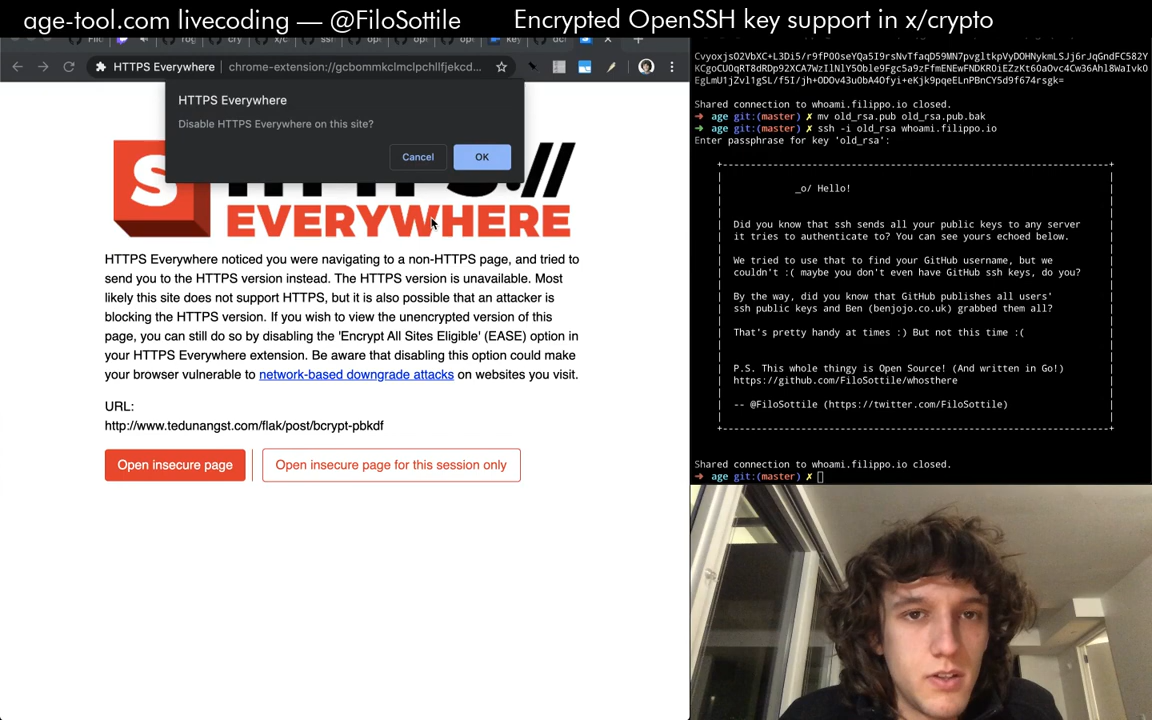 age-tool.com livecoding — @FiloSottile
Encrypted OpenSSH key support in x/crypto
HTTPS Everywhere
chrome-extension://gcbommkclmclpchllfjekcd...
HTTPS Everywhere
Disable HTTPS Everywhere on this site?
Cancel
OK
S
EVERYWHERE
HTTPS Everywhere noticed you were navigating to a non-HTTPS page, and tried to
send you to the HTTPS version instead. The HTTPS version is unavailable. Most
likely this site does not support HTTPS, but it is also possible that an attacker is
blocking the HTTPS version. If you wish to view the unencrypted version of this
page, you can still do so by disabling the 'Encrypt All Sites Eligible' (EASE) option in
your HTTPS Everywhere extension. Be aware that disabling this option could make
your browser vulnerable to network-based downgrade attacks on websites you visit.
URL:
http://www.tedunangst.com/flak/post/bcrypt-pbkdf
Open insecure page
Open insecure page for this session only
Shared connection to whoami.filippo.io closed.
➜ age git:(master) ✗ mv old_rsa.pub old_rsa.pub.bak
➜ age git:(master) ✗ ssh -i old_rsa whoami.filippo.io
Enter passphrase for key 'old_rsa':
_o/ Hello!
Did you know that ssh sends all your public keys to any server
it tries to authenticate to? You can see yours echoed below.
We tried to use that to find your GitHub username, but we
couldn't :( maybe you don't even have GitHub ssh keys, do you?
By the way, did you know that GitHub publishes all users'
ssh public keys and Ben (benjojo.co.uk) grabbed them all?
That's pretty handy at times :) But not this time :(
P.S. This whole thingy is Open Source! (And written in Go!)
https://github.com/FiloSottile/whosthere
-- @FiloSottile (https://twitter.com/FiloSottile)
Shared connection to whoami.filippo.io closed.
➜ age git:(master) ✗